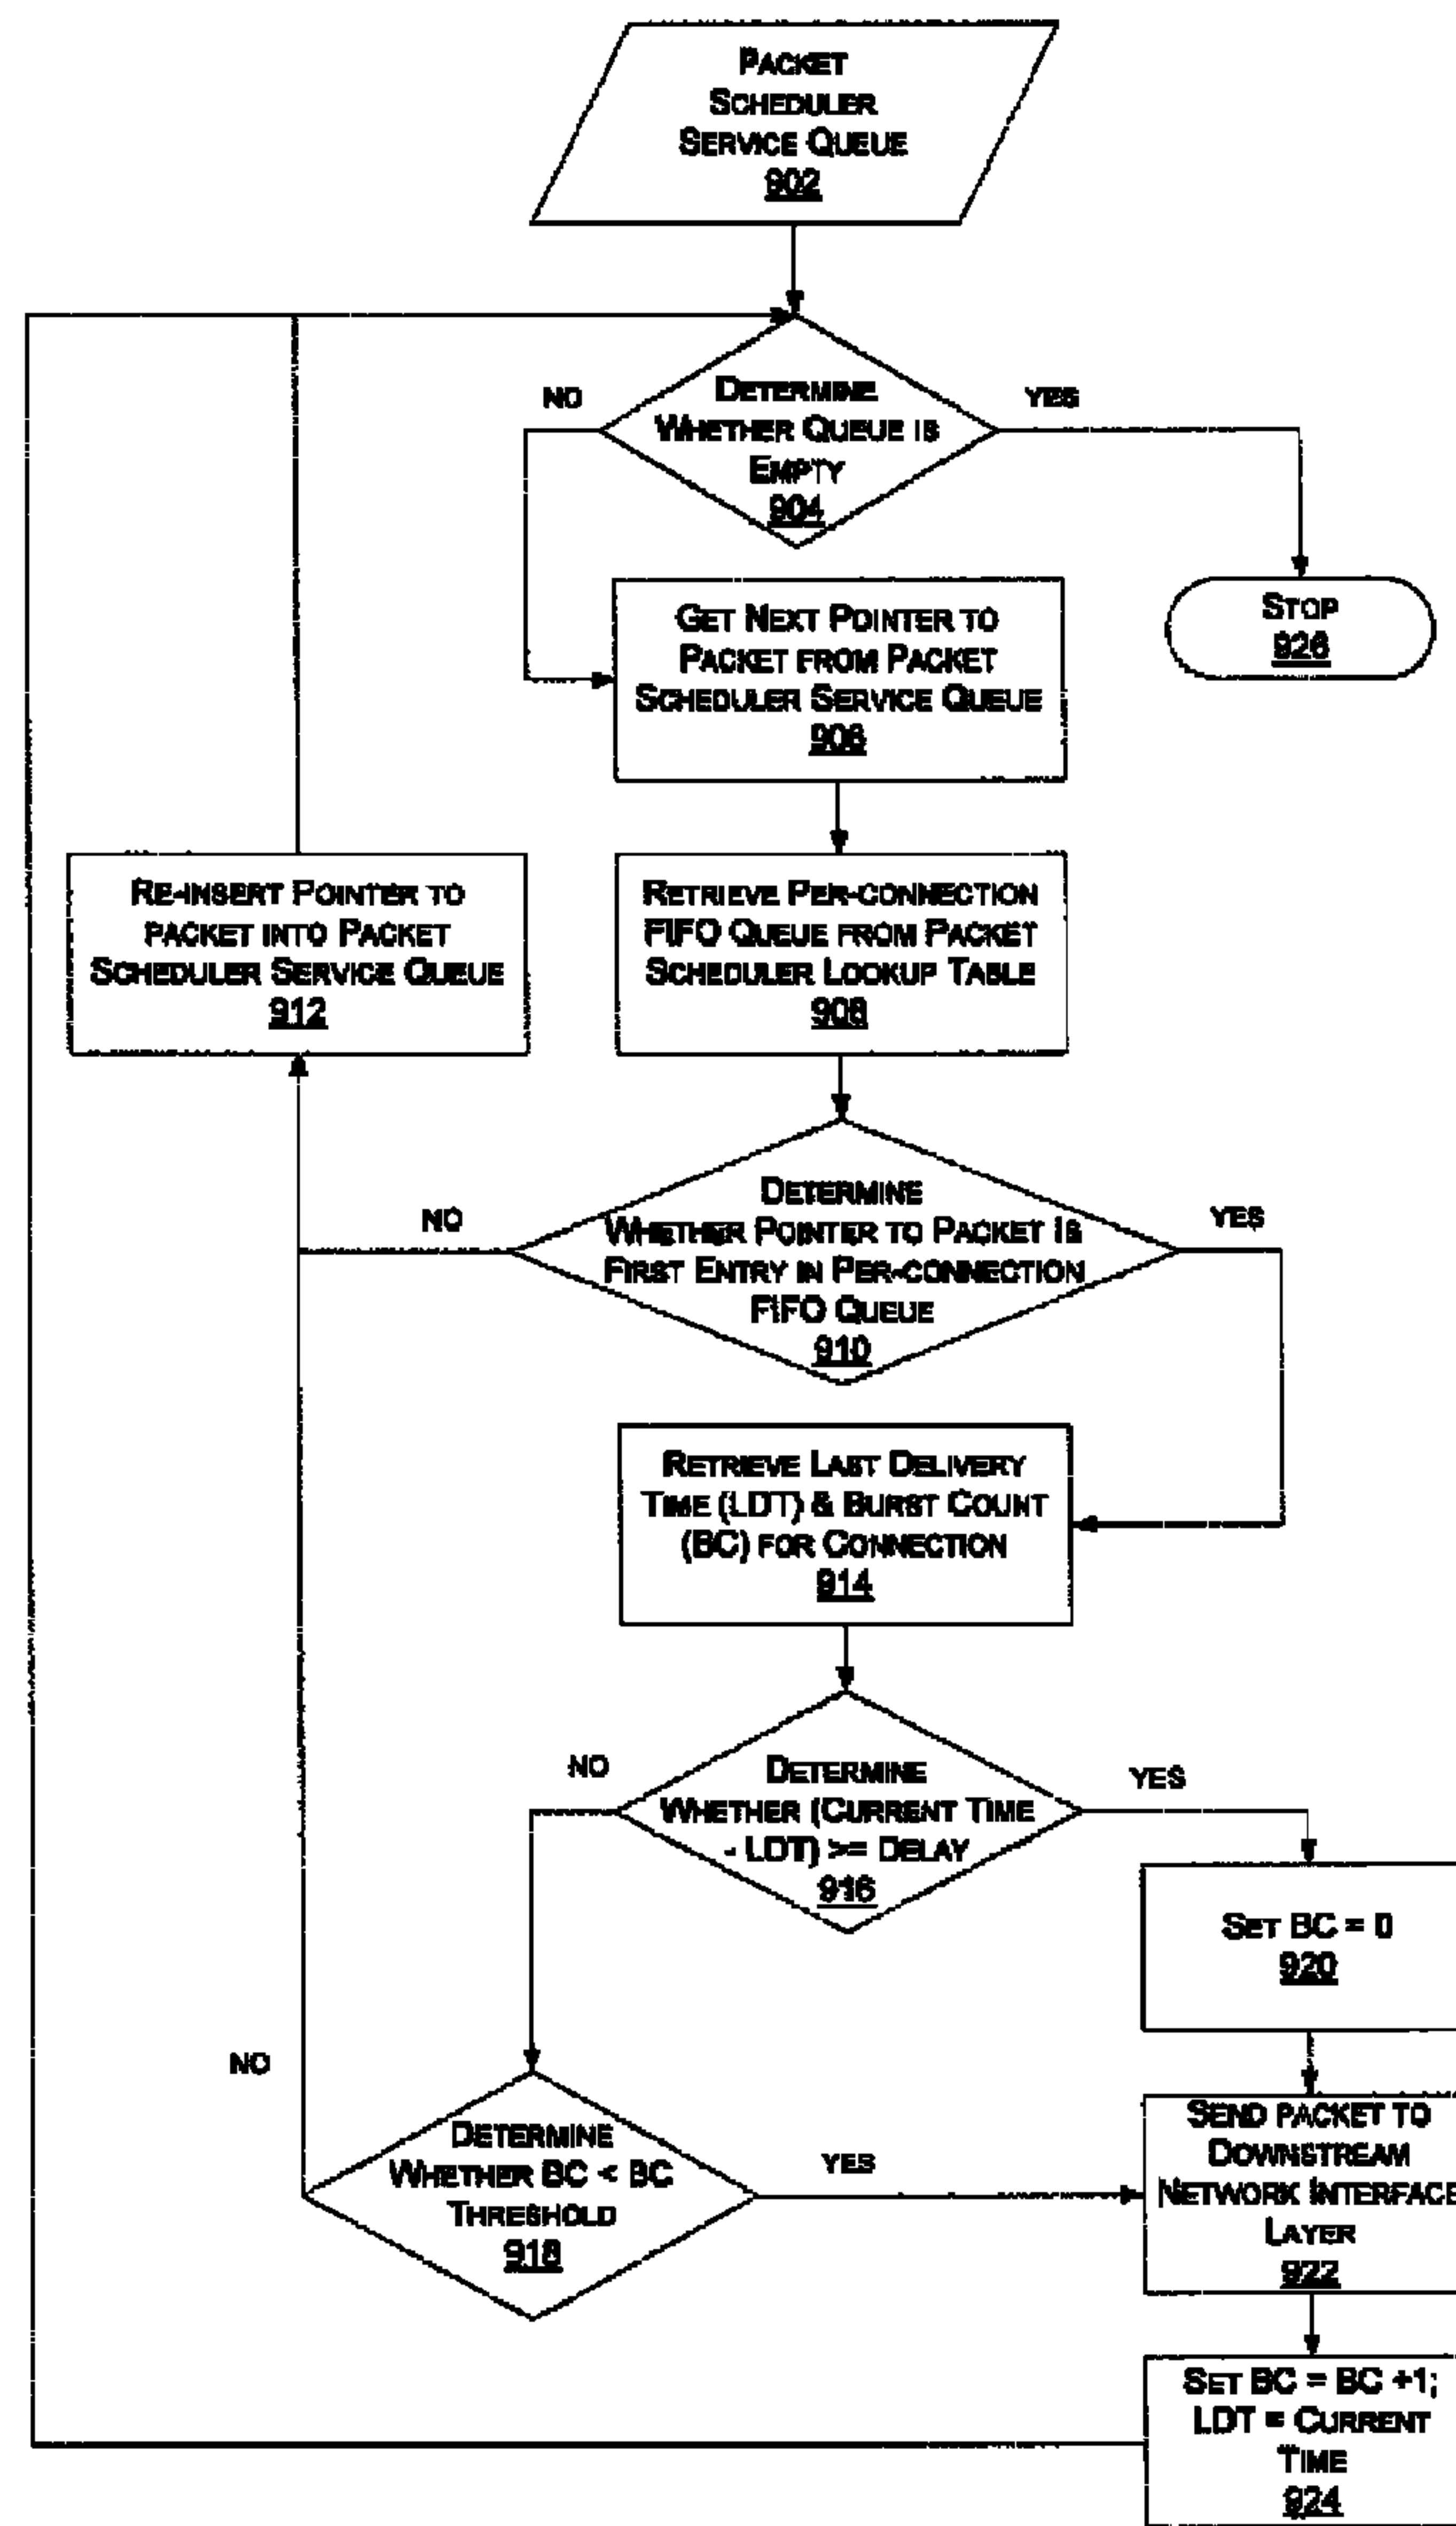 PACKET
SCHEDULER
SERVICE QUEUE
902
NO
DETERMINE
WHETHER QUEUE IS
EMPTY
904
YES
GET NEXT POINTER TO
PACKET FROM PACKET
SCHEDULER SERVICE QUEUE
906
STOP
926
RE-INSERT POINTER TO
PACKET INTO PACKET
SCHEDULER SERVICE QUEUE
912
RETRIEVE PER-CONNECTION
FIFO QUEUE FROM PACKET
SCHEDULER LOOKUP TABLE
908
NO
DETERMINE
WHETHER POINTER TO PACKET IS
FIRST ENTRY IN PER-CONNECTION
FIFO QUEUE
910
YES
RETRIEVE LAST DELIVERY
TIME (LDT) & BURST COUNT
(BC) FOR CONNECTION
914
NO
DETERMINE
WHETHER (CURRENT TIME
- LDT) >= DELAY
916
YES
SET BC = 0
920
NO
DETERMINE
WHETHER BC < BC
THRESHOLD
918
YES
SEND PACKET TO
DOWNSTREAM
NETWORK INTERFACE
LAYER
922
SET BC = BC +1;
LDT = CURRENT
TIME
924